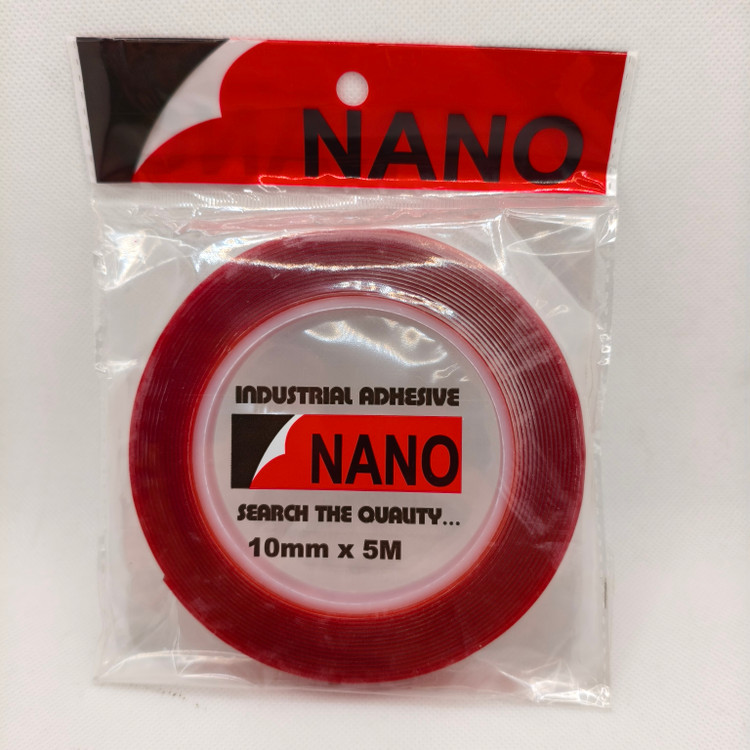 NANO
INDUSTRIAL ADHESIVE
NANO
SEARCH THE QUALITY...
10mm x 5M